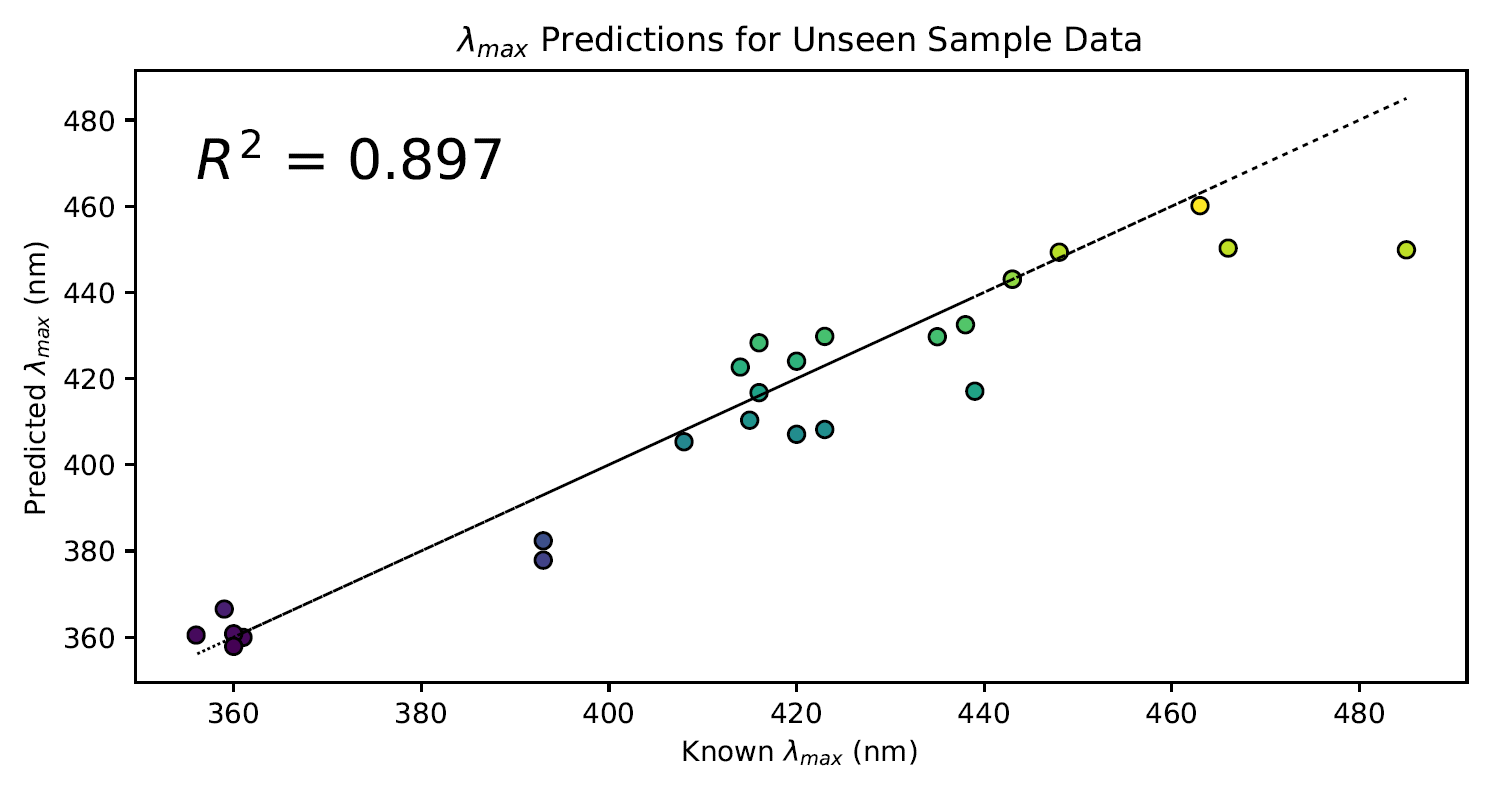 λmax Predictions for Unseen Sample Data
R² = 0.897
Predicted λmax (nm)
480
460
440
420
400
380
360
360 380 400 420 440 460 480
Known λmax (nm)